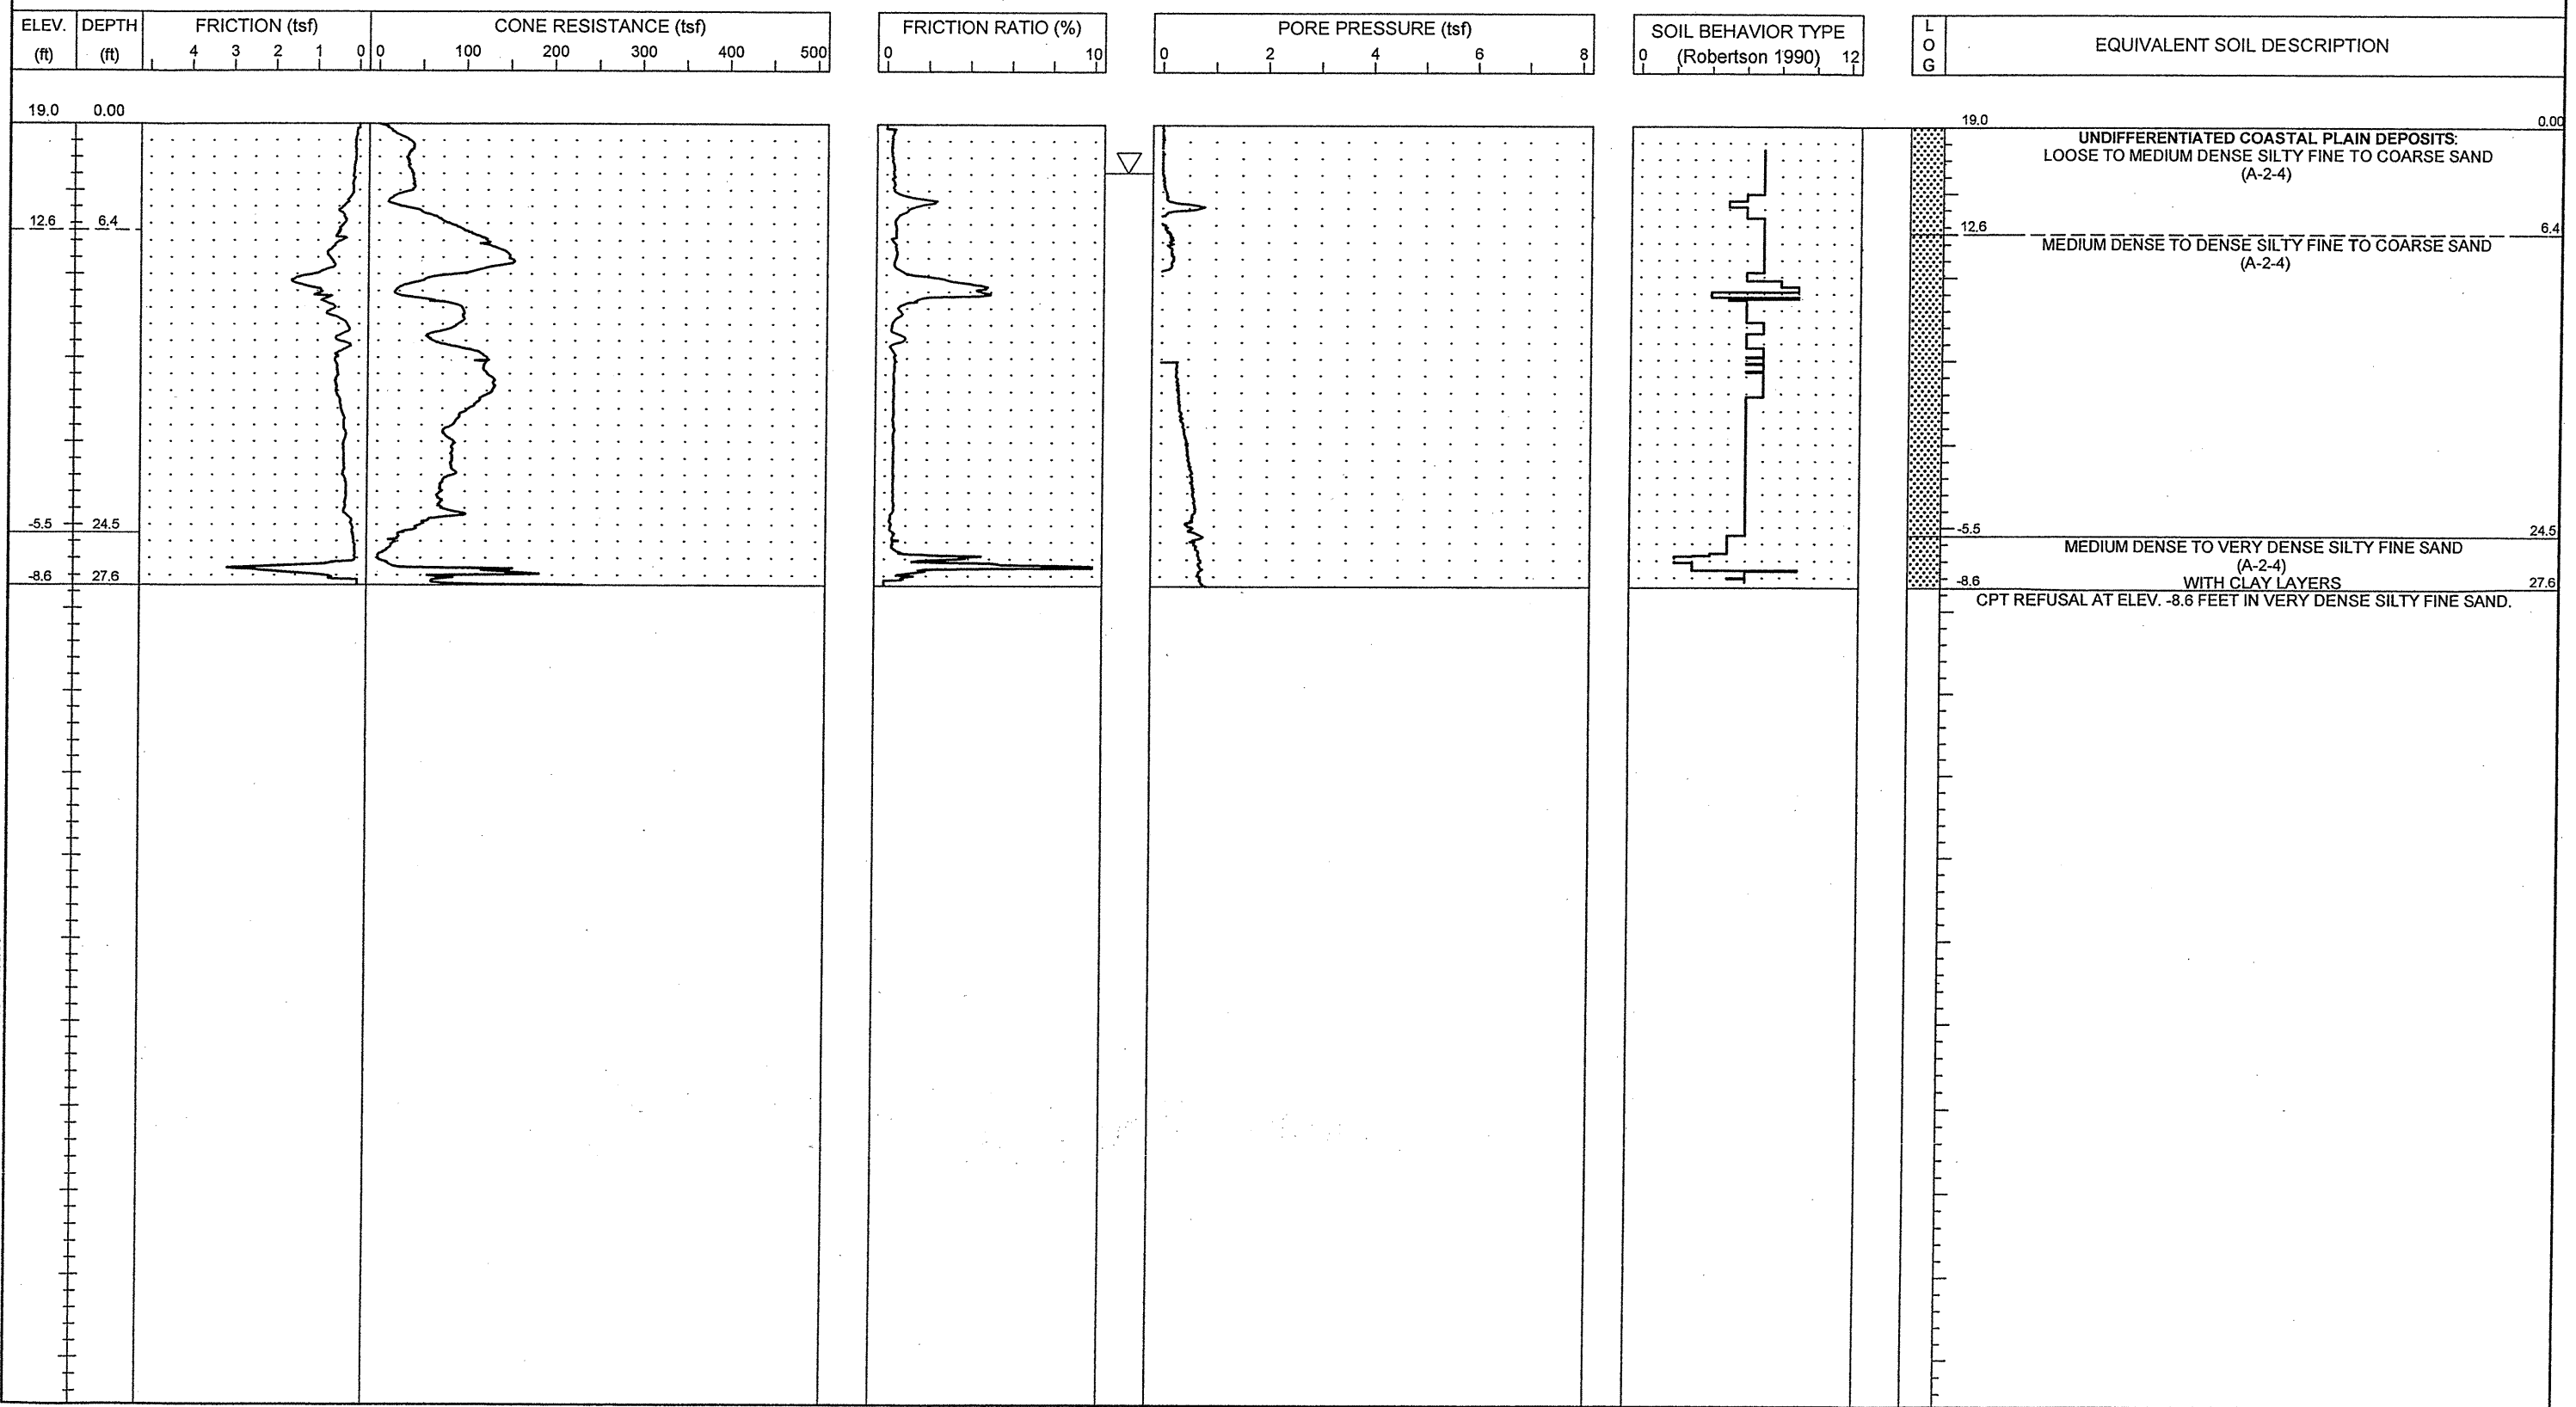 ELEV.
(ft)
DEPTH
(ft)
FRICTION (tsf)
4 3 2 1 0
CONE RESISTANCE (tsf)
0 100 200 300 400 500
FRICTION RATIO (%)
0 10
PORE PRESSURE (tsf)
0 2 4 6 8
SOIL BEHAVIOR TYPE
(Robertson 1990)
0 12
L
O
G
EQUIVALENT SOIL DESCRIPTION
19.0 0.00
12.6 6.4
-5.5 24.5
-8.6 27.6
19.0 0.00
UNDIFFERENTIATED COASTAL PLAIN DEPOSITS:
LOOSE TO MEDIUM DENSE SILTY FINE TO COARSE SAND
(A-2-4)
12.6 6.4
MEDIUM DENSE TO DENSE SILTY FINE TO COARSE SAND
(A-2-4)
-5.5 24.5
MEDIUM DENSE TO VERY DENSE SILTY FINE SAND
(A-2-4)
WITH CLAY LAYERS
-8.6 27.6
CPT REFUSAL AT ELEV. -8.6 FEET IN VERY DENSE SILTY FINE SAND.